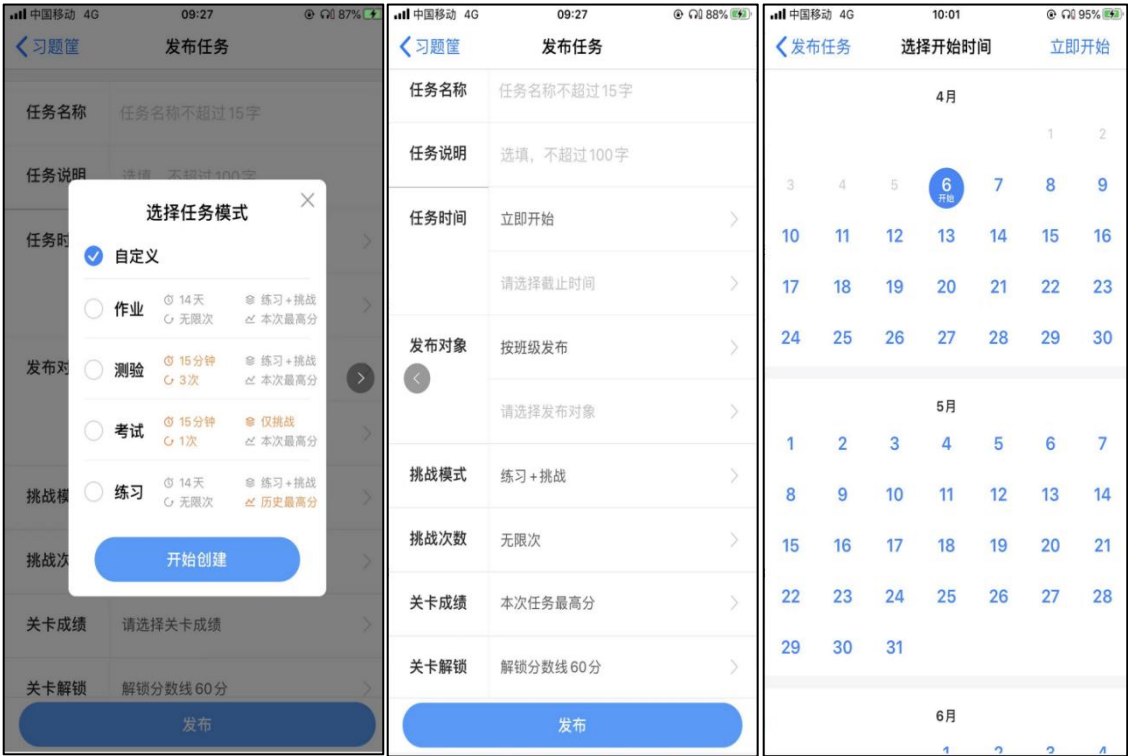 中国移动 4G 09:27 87%
习题筐 发布任务
任务名称 任务名称不超过15字
任务说明 选填，不超过100字
选择任务模式
任务时
自定义
作业 14天 练习+挑战
无限次 本次最高分
测验 15分钟 练习+挑战
3次 本次最高分
发布对
考试 15分钟 仅挑战
1次 本次最高分
练习 14天 练习+挑战
无限次 历史最高分
挑战模
开始创建
挑战次
关卡成绩 请选择关卡成绩
关卡解锁 解锁分数线60分
发布
中国移动 4G 09:27 88%
习题筐 发布任务
任务名称 任务名称不超过15字
任务说明 选填，不超过100字
任务时间 立即开始
请选择截止时间
发布对象 按班级发布
请选择发布对象
挑战模式 练习+挑战
挑战次数 无限次
关卡成绩 本次任务最高分
关卡解锁 解锁分数线60分
发布
中国移动 4G 10:01 95%
发布任务 选择开始时间 立即开始
4月
1 2
3 4 5 6 7 8 9
开始
10 11 12 13 14 15 16
17 18 19 20 21 22 23
24 25 26 27 28 29 30
5月
1 2 3 4 5 6 7
8 9 10 11 12 13 14
15 16 17 18 19 20 21
22 23 24 25 26 27 28
29 30 31
6月
1 2 3 4